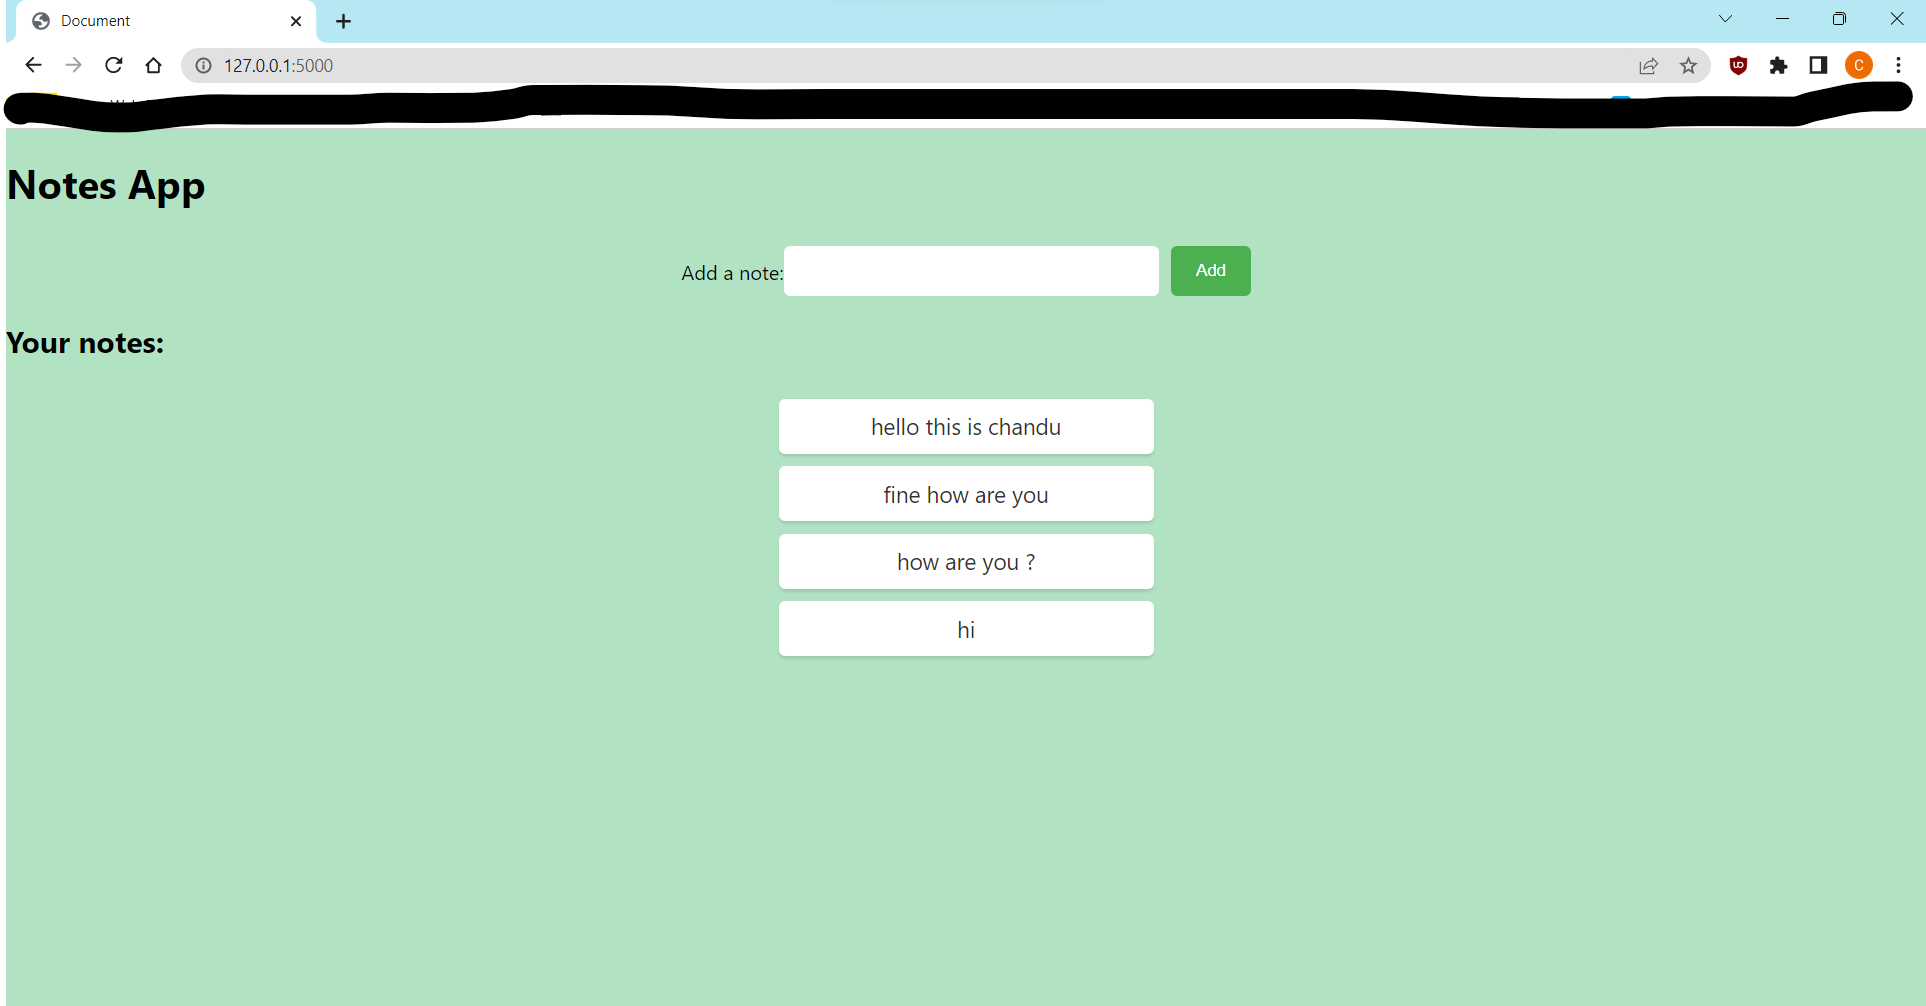 Document
127.0.0.1:5000
C
Notes App
Add a note:
Add
Your notes:
hello this is chandu
fine how are you
how are you ?
hi